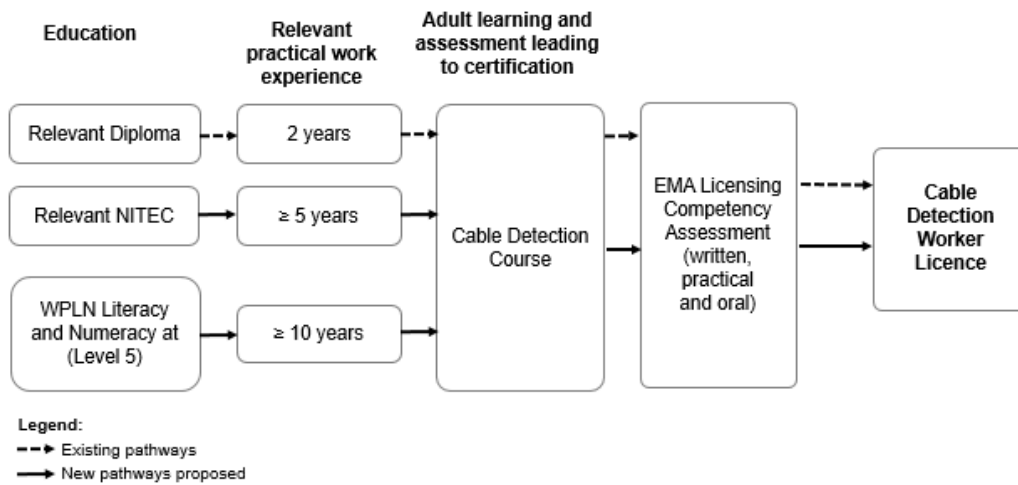 Education
Relevant
practical work
experience
Adult learning and
assessment leading
to certification
Relevant Diploma
2 years
Relevant NITEC
≥ 5 years
WPLN Literacy
and Numeracy at
(Level 5)
≥ 10 years
Cable Detection
Course
EMA Licensing
Competency
Assessment
(written,
practical
and oral)
Cable
Detection
Worker
Licence
Legend:
Existing pathways
New pathways proposed